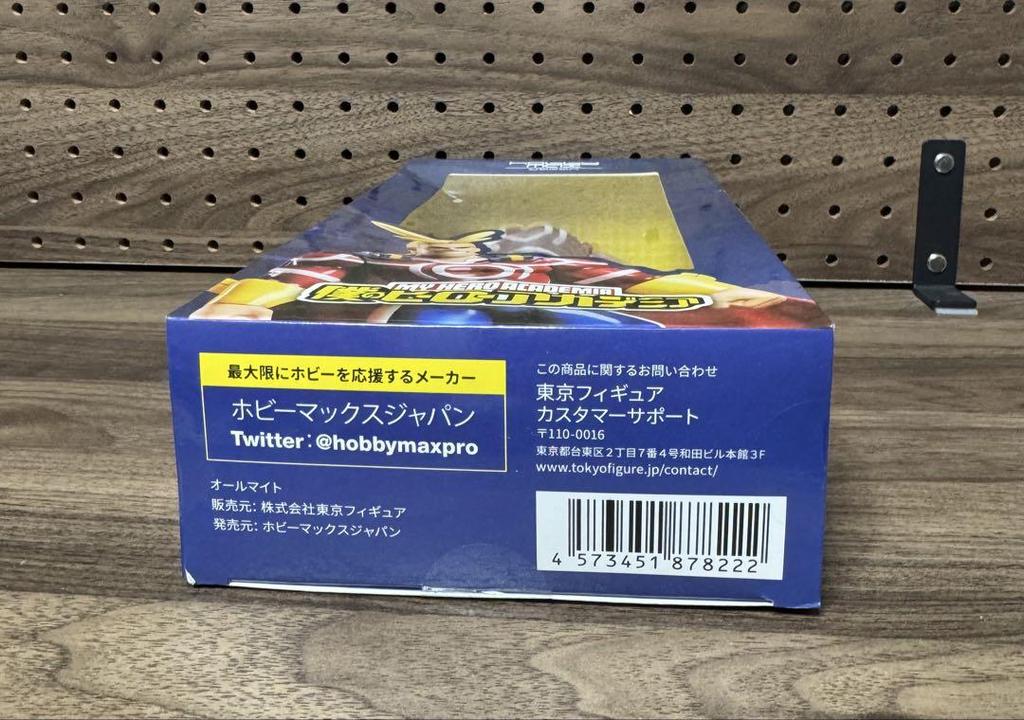 MY HERO ACADEMIA
僕のヒーローアカデミア
最大限にホビーを応援するメーカー
ホビーマックスジャパン
Twitter:@hobbymaxpro
オールマイト
販売元: 株式会社東京フィギュア
発売元: ホビーマックスジャパン
この商品に関するお問い合わせ
東京フィギュア
カスタマーサポート
〒110-0016
東京都台東区2丁目7番4号和田ビル本館3F
www.tokyofigure.jp/contact/
4 573451 878222